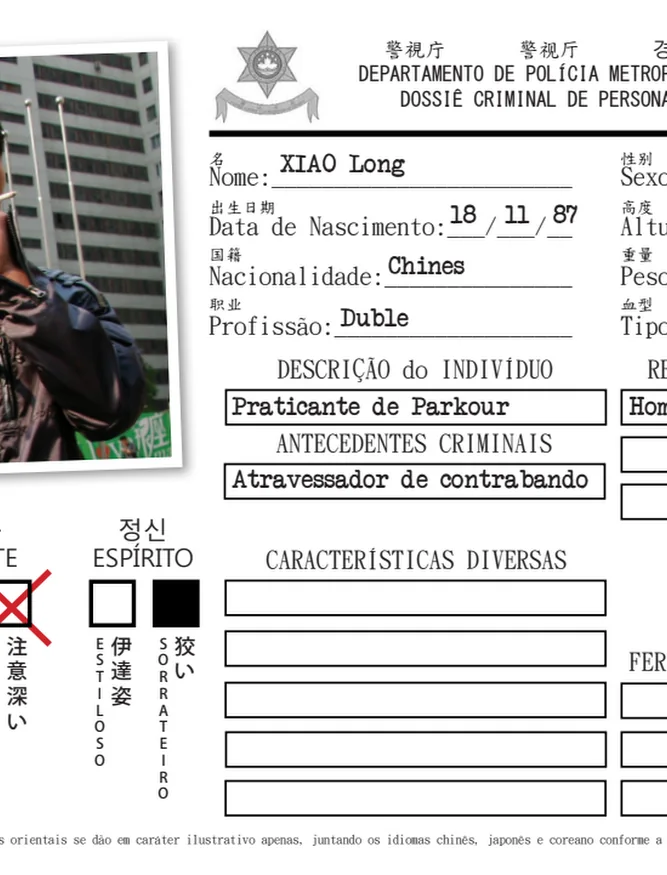 警視庁 警视厅
DEPARTAMENTO DE POLÍCIA METROP
DOSSIÊ CRIMINAL DE PERSONA
名
Nome: XIAO Long
出生日期
Data de Nascimento: 18 / 11 / 87
国籍
Nacionalidade: Chines
职业
Profissão: Duble
性别
Sexo
高度
Altu
重量
Peso
血型
Tipo
DESCRIÇÃO do INDIVÍDUO
Praticante de Parkour
ANTECEDENTES CRIMINAIS
Atravessador de contrabando
RE
Hom
정신
TE
ESPÍRITO
注意深い
ESTILOSO
伊達姿
SORRATEIRO
狡い
CARACTERÍSTICAS DIVERSAS
FER
s orientais se dão em caráter ilustrativo apenas, juntando os idiomas chinês, japonês e coreano conforme a